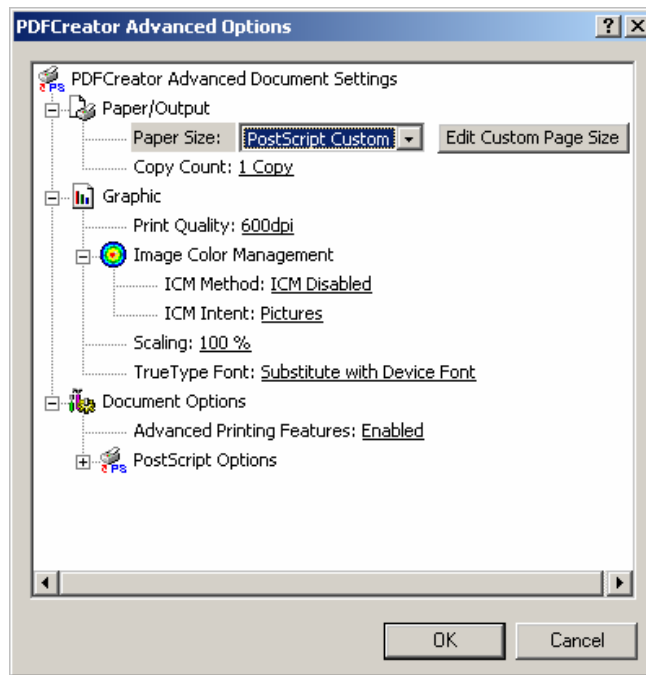 PDFCreator Advanced Options
PDFCreator Advanced Document Settings
Paper/Output
Paper Size: PostScript Custom Edit Custom Page Size
Copy Count: 1 Copy
Graphic
Print Quality: 600dpi
Image Color Management
ICM Method: ICM Disabled
ICM Intent: Pictures
Scaling: 100 %
TrueType Font: Substitute with Device Font
Document Options
Advanced Printing Features: Enabled
PostScript Options
OK Cancel